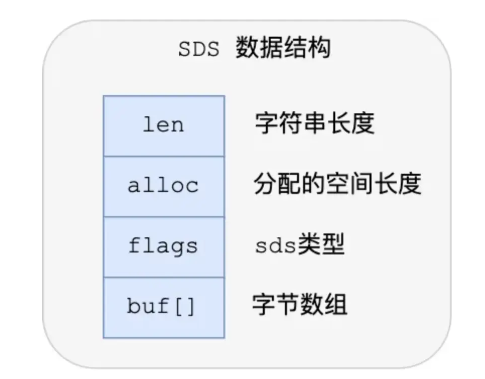 SDS 数据结构
len 字符串长度
alloc 分配的空间长度
flags sds类型
buf[] 字节数组